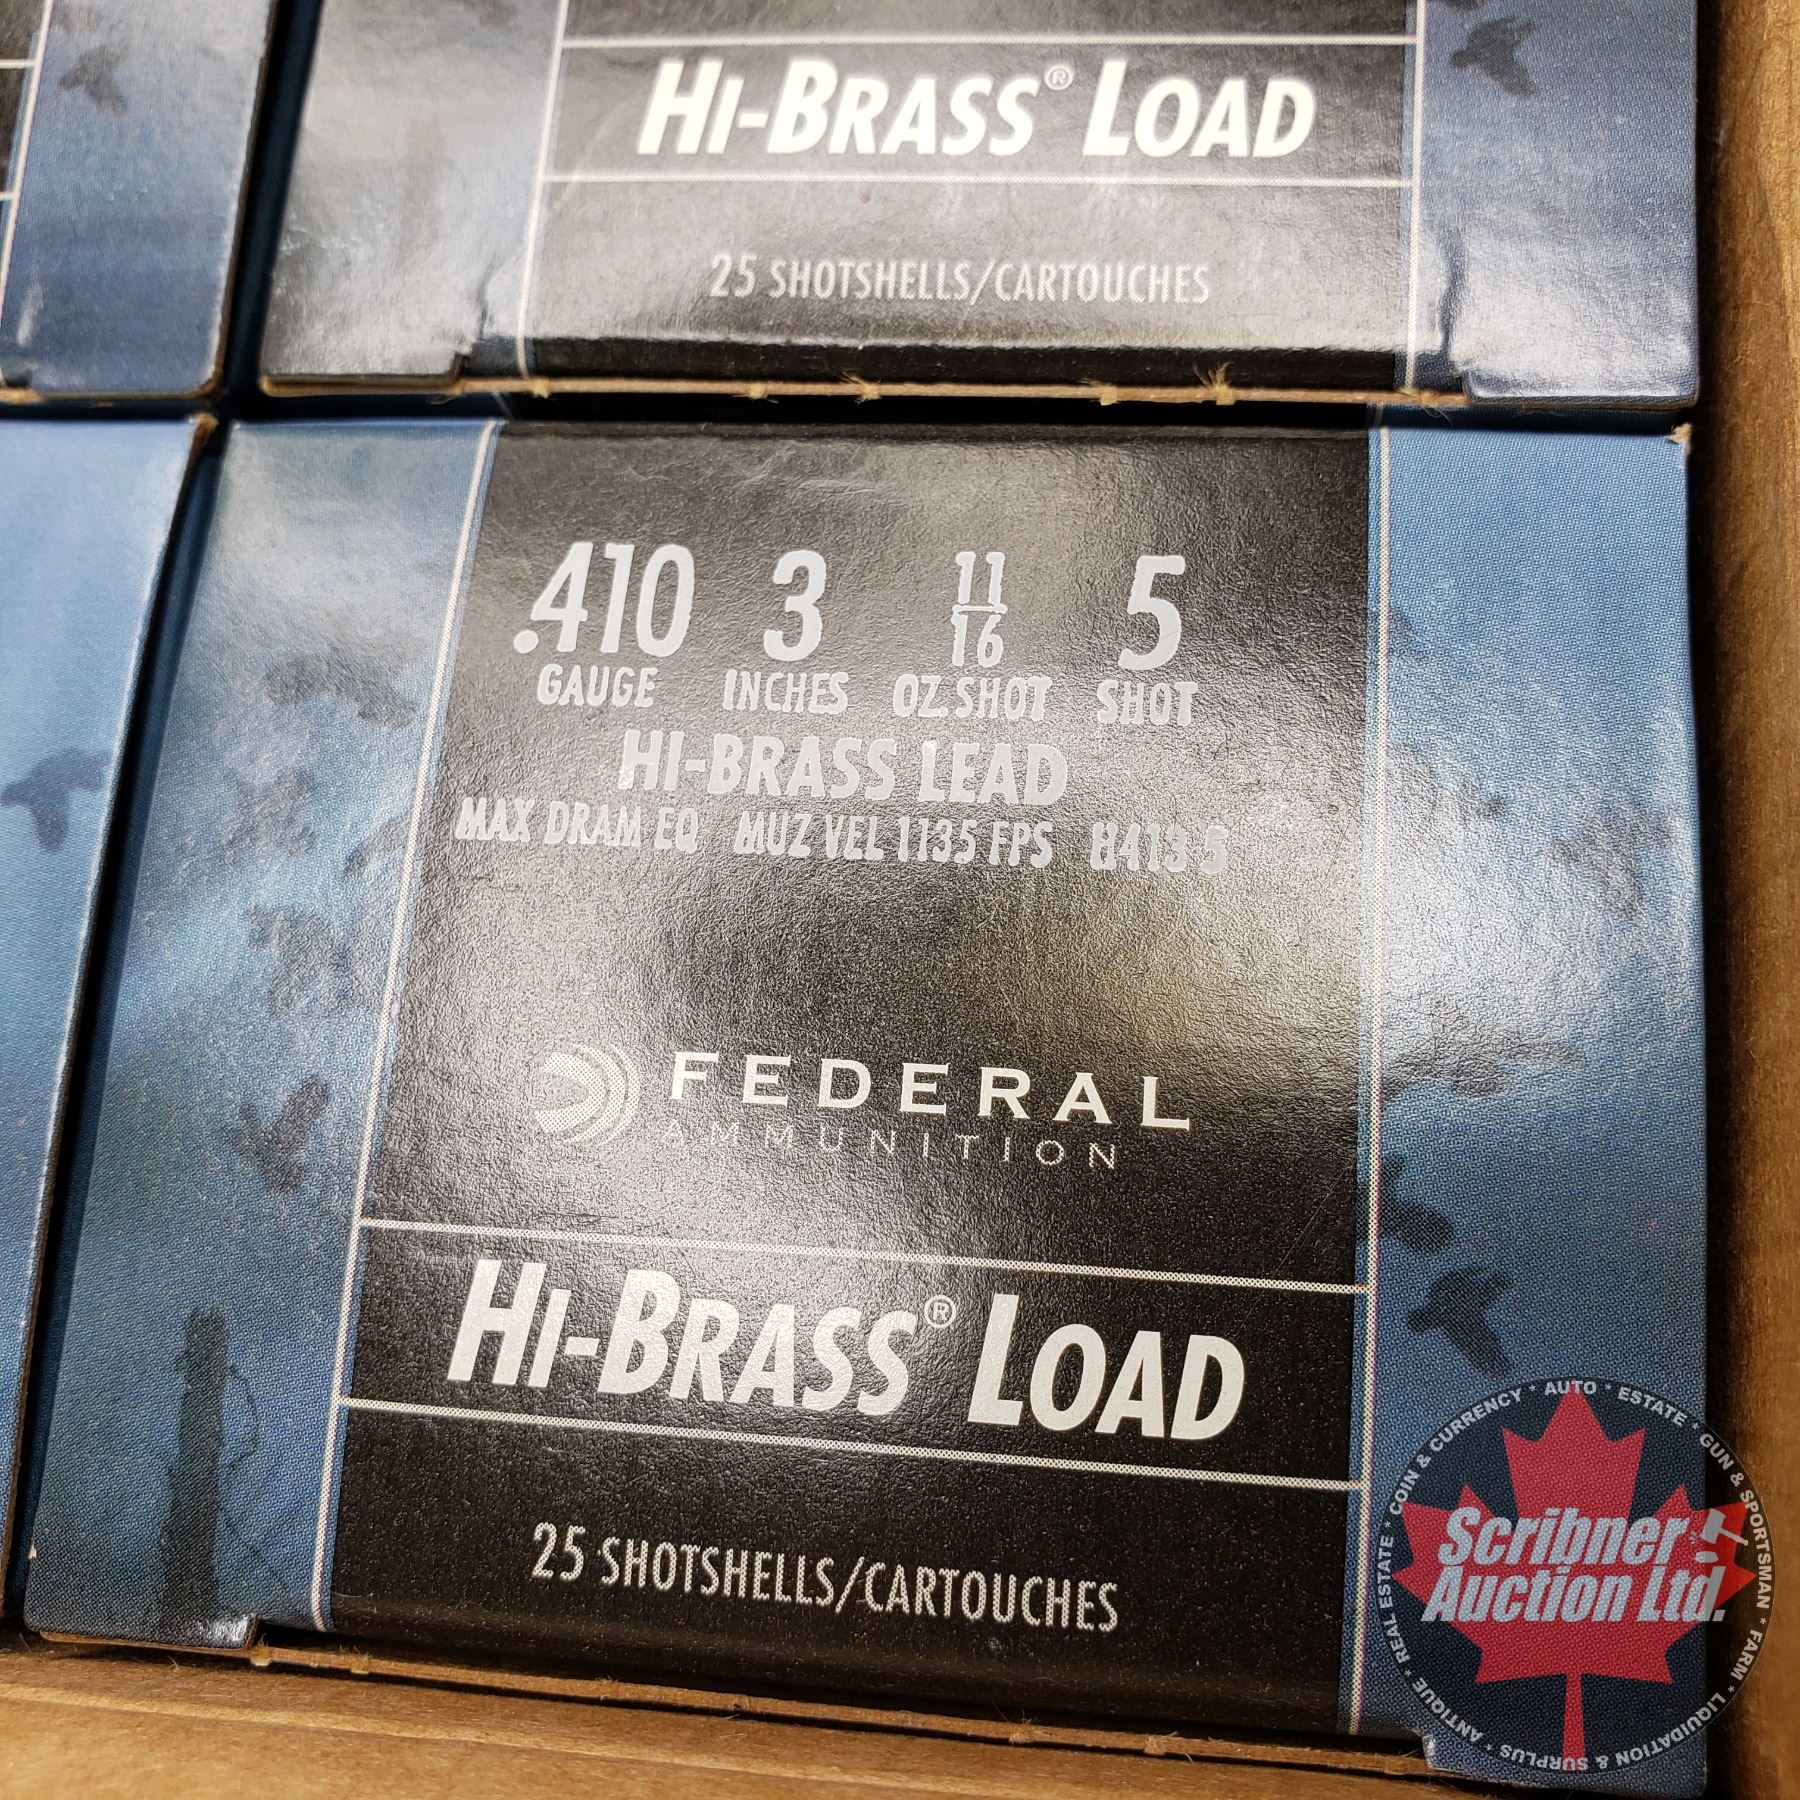 Hi-Brass® Load
25 SHOTSHELLS/CARTOUCHES
.410 3 11/16 5
GAUGE INCHES OZ.SHOT SHOT
HI-BRASS LEAD
MAX DRAM EQ MUZ VEL 1135 FPS H413 5
FEDERAL
AMMUNITION
Hi-Brass® Load
25 SHOTSHELLS/CARTOUCHES
Scribner
Auction Ltd.
ANTIQUE * REAL ESTATE * COIN & CURRENCY * AUTO * ESTATE * GUN & SPORTSMAN * FARM * LIQUIDATION & SURPLUS *